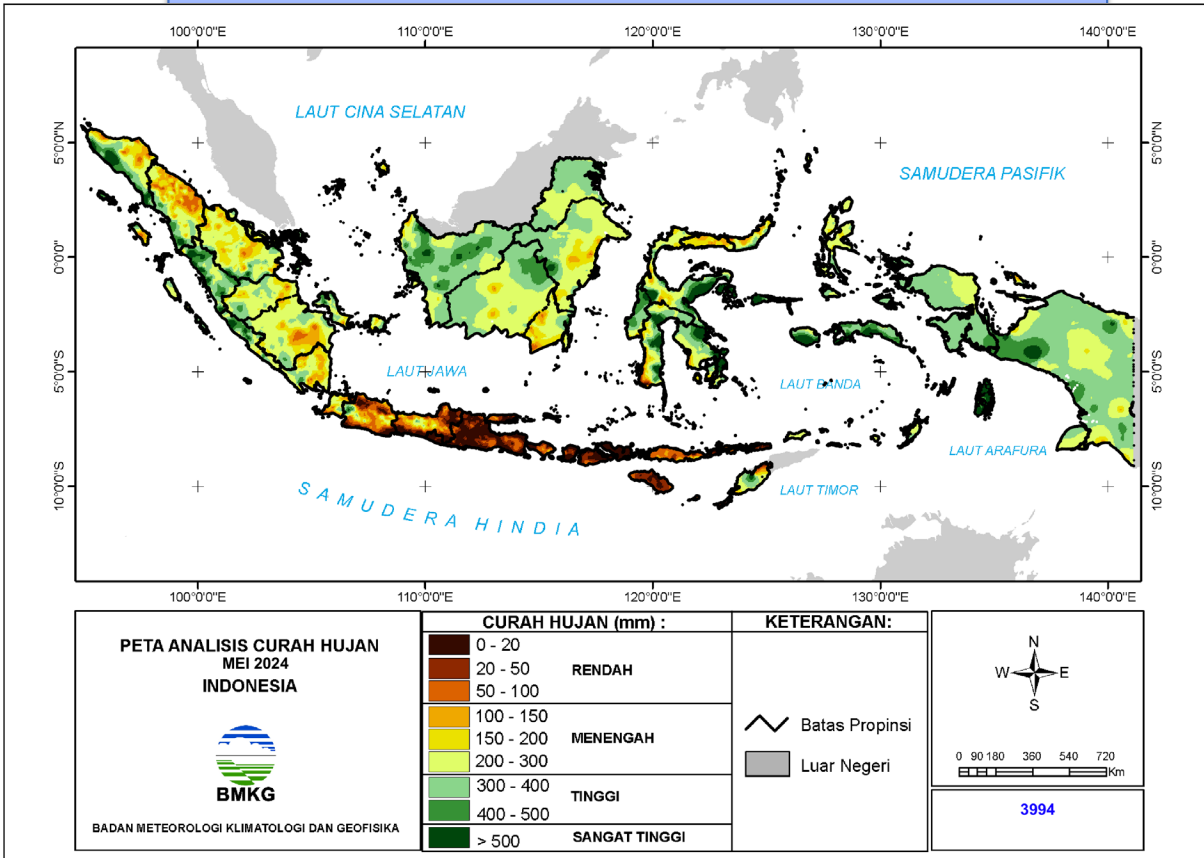 100°0'0"E 110°0'0"E 120°0'0"E 130°0'0"E 140°0'0"E
LAUT CINA SELATAN
5°0'0"N 5°0'0"N
SAMUDERA PASIFIK
0°0'0" 0°0'0"
LAUT JAWA
LAUT BANDA
5°0'0"S 5°0'0"S
LAUT ARAFURA
LAUT TIMOR
10°0'0"S 10°0'0"S
SAMUDERA HINDIA
100°0'0"E 110°0'0"E 120°0'0"E 130°0'0"E 140°0'0"E
PETA ANALISIS CURAH HUJAN
MEI 2024
INDONESIA
BMKG
BADAN METEOROLOGI KLIMATOLOGI DAN GEOFISIKA
CURAH HUJAN (mm) :
0 - 20
20 - 50
RENDAH
50 - 100
100 - 150
150 - 200
MENENGAH
200 - 300
300 - 400
TINGGI
400 - 500
> 500
SANGAT TINGGI
KETERANGAN:
Batas Propinsi
Luar Negeri
N
W E
S
0 90 180 360 540 720
Km
3994